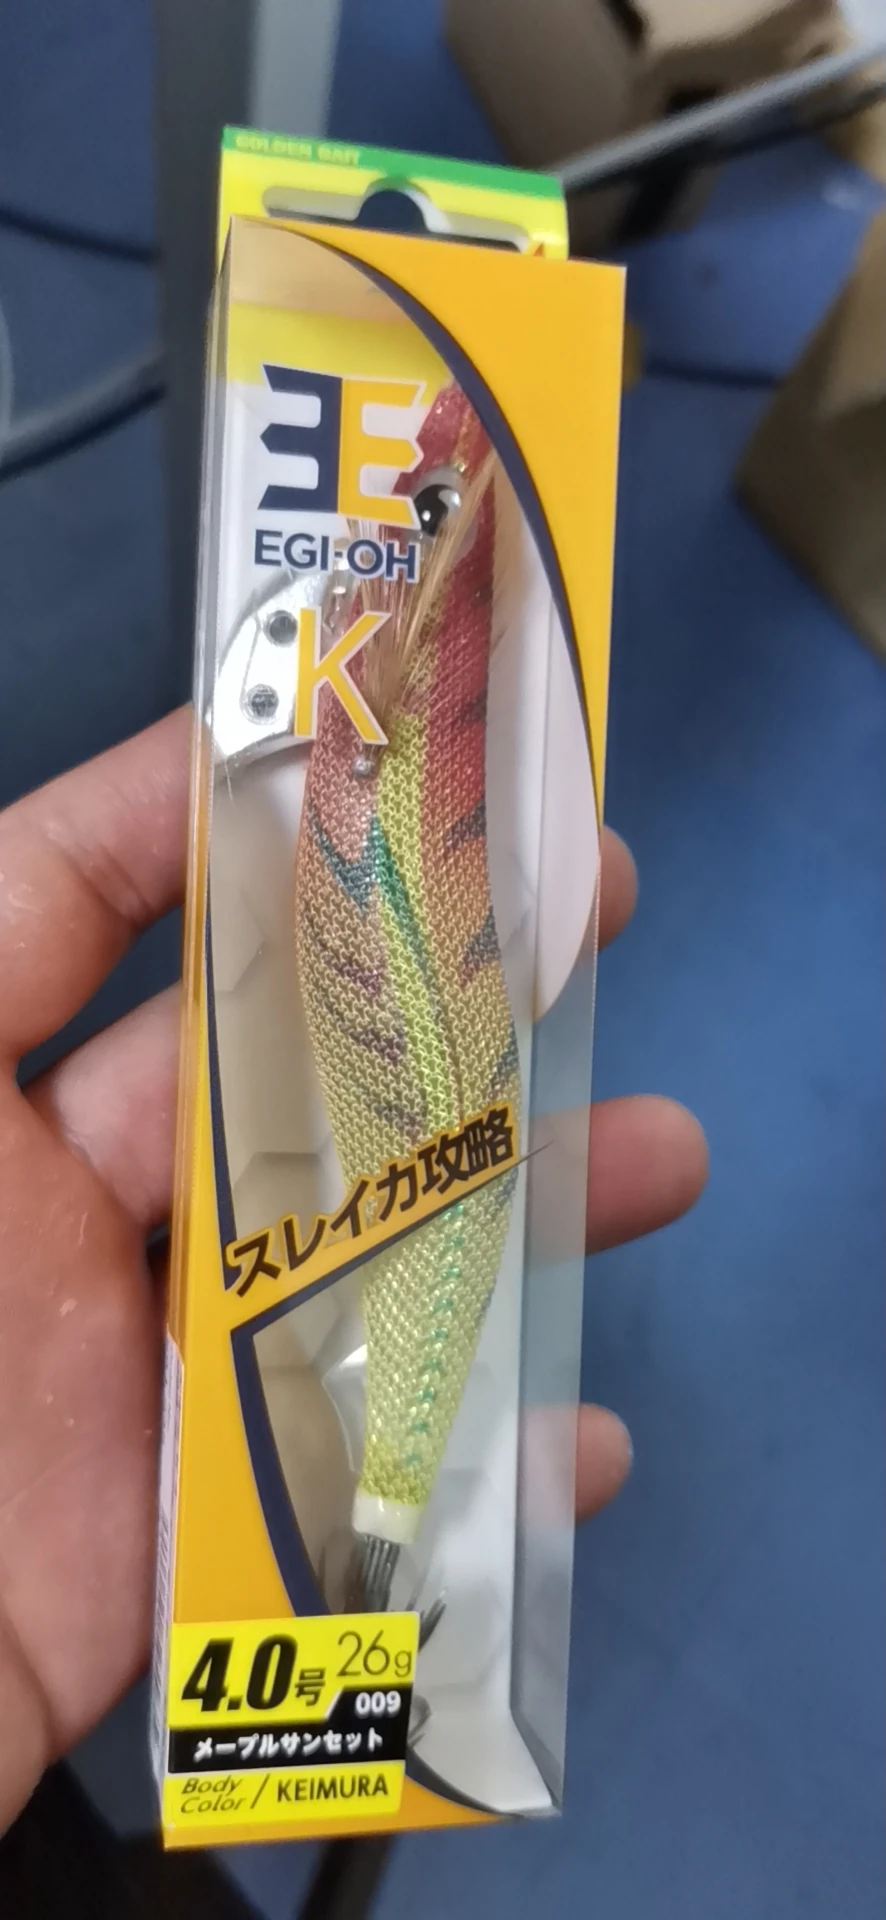 GOLDEN BAIT
EGI-OH
K
スレイカ攻略
4.0号 26g
009
メープルサンセット
Body Color / KEIMURA